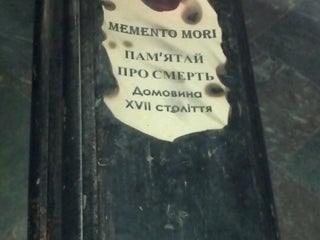 MEMENTO MORI
ПАМ'ЯТАЙ
ПРО СМЕРТЬ
Домовина
XVII століття